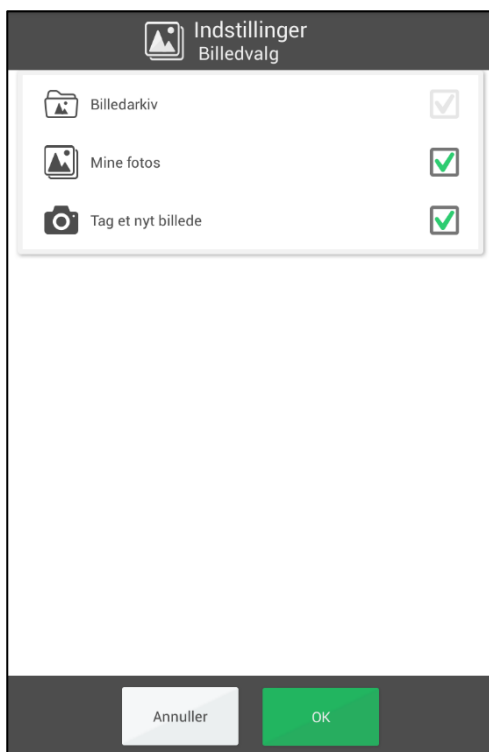 Indstillinger
Billedvalg
Billedarkiv
Mine fotos
Tag et nyt billede
Annuller
OK